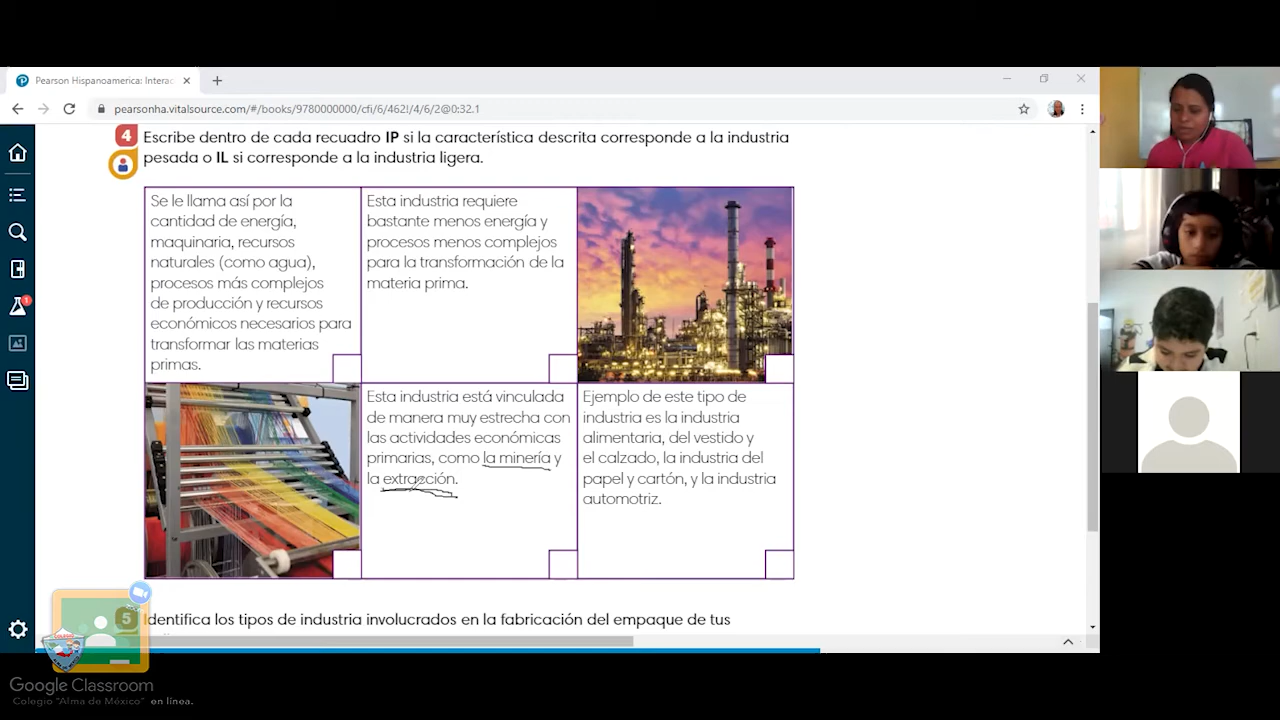 Pearson Hispanoamerica: Interac
pearsonha.vitalsource.com/#/books/9780000000/cfi/6/462!/4/6/2@0:32.1
4 Escribe dentro de cada recuadro IP si la característica descrita corresponde a la industria
pesada o IL si corresponde a la industria ligera.
Se le llama así por la
cantidad de energía,
maquinaria, recursos
naturales (como agua),
procesos más complejos
de producción y recursos
económicos necesarios para
transformar las materias
primas.
Esta industria requiere
bastante menos energía y
procesos menos complejos
para la transformación de la
materia prima.
Esta industria está vinculada
de manera muy estrecha con
las actividades económicas
primarias, como la minería y
la extracción.
Ejemplo de este tipo de
industria es la industria
alimentaria, del vestido y
el calzado, la industria del
papel y cartón, y la industria
automotriz.
1
5 Identifica los tipos de industria involucrados en la fabricación del empaque de tus
Google Classroom
Colegio "Alma de México" en línea.